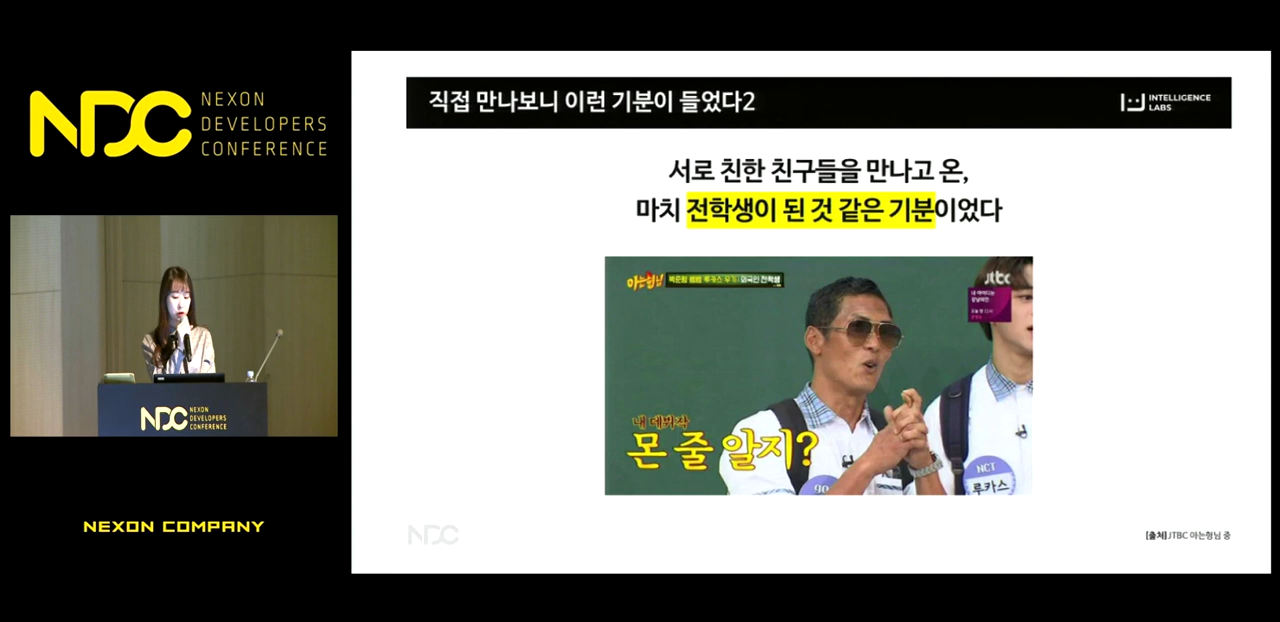 NDC NEXON
DEVELOPERS
CONFERENCE
NDC NEXON
DEVELOPERS
CONFERENCE
NEXON COMPANY
직접 만나보니 이런 기분이 들었다2
INTELLIGENCE
LABS
서로 친한 친구들을 만나고 온,
마치 전학생이 된 것 같은 기분이었다
아는형님
외국인 전학생
jtbc
내 데뷔곡
몬 줄 알지?
90
NCT
루카스
NDC
[출처]JTBC 아는형님 중